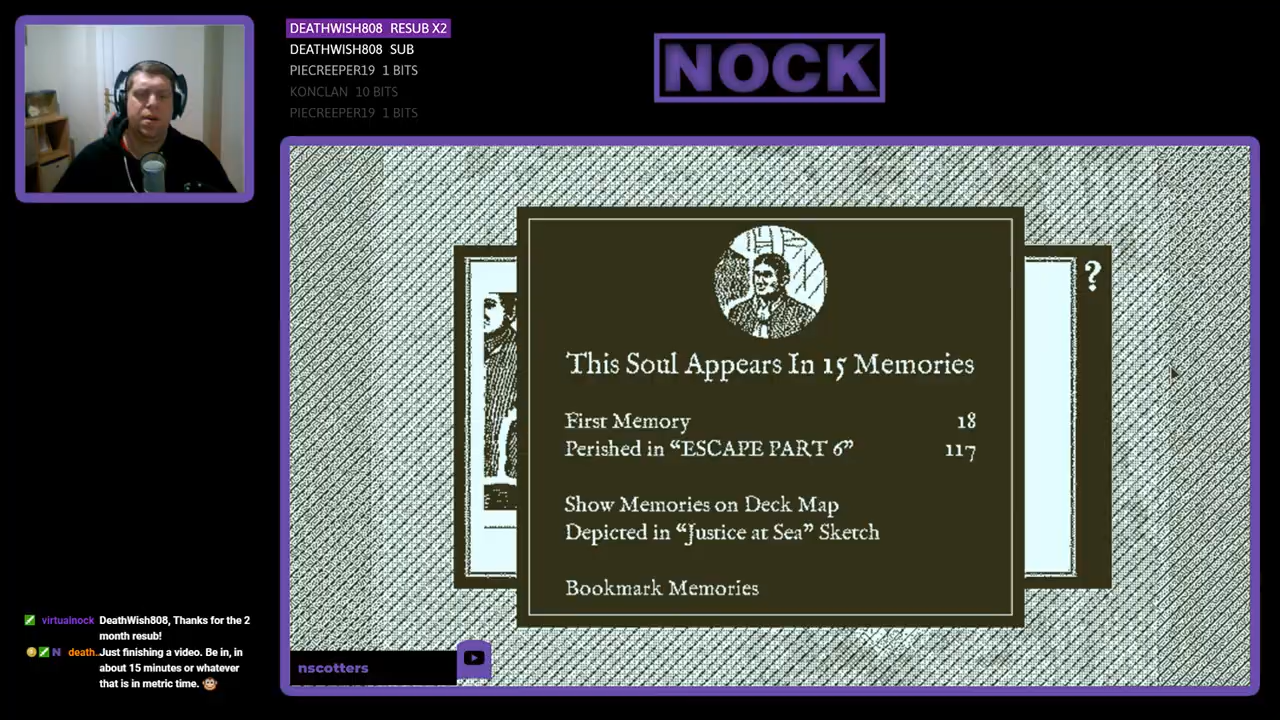 DEATHWISH808 RESUB X2
DEATHWISH808 SUB
PIECREEPER19 1 BITS
KONCLAN 10 BITS
PIECREEPER19 1 BITS
NOCK
?
This Soul Appears In 15 Memories
First Memory 18
Perished in “ESCAPE PART 6” 117
Show Memories on Deck Map
Depicted in “Justice at Sea” Sketch
Bookmark Memories
virtualnock DeathWish808, Thanks for the 2
month resub!
N death.. Just finishing a video. Be in, in
about 15 minutes or whatever
that is in metric time.
nscotters